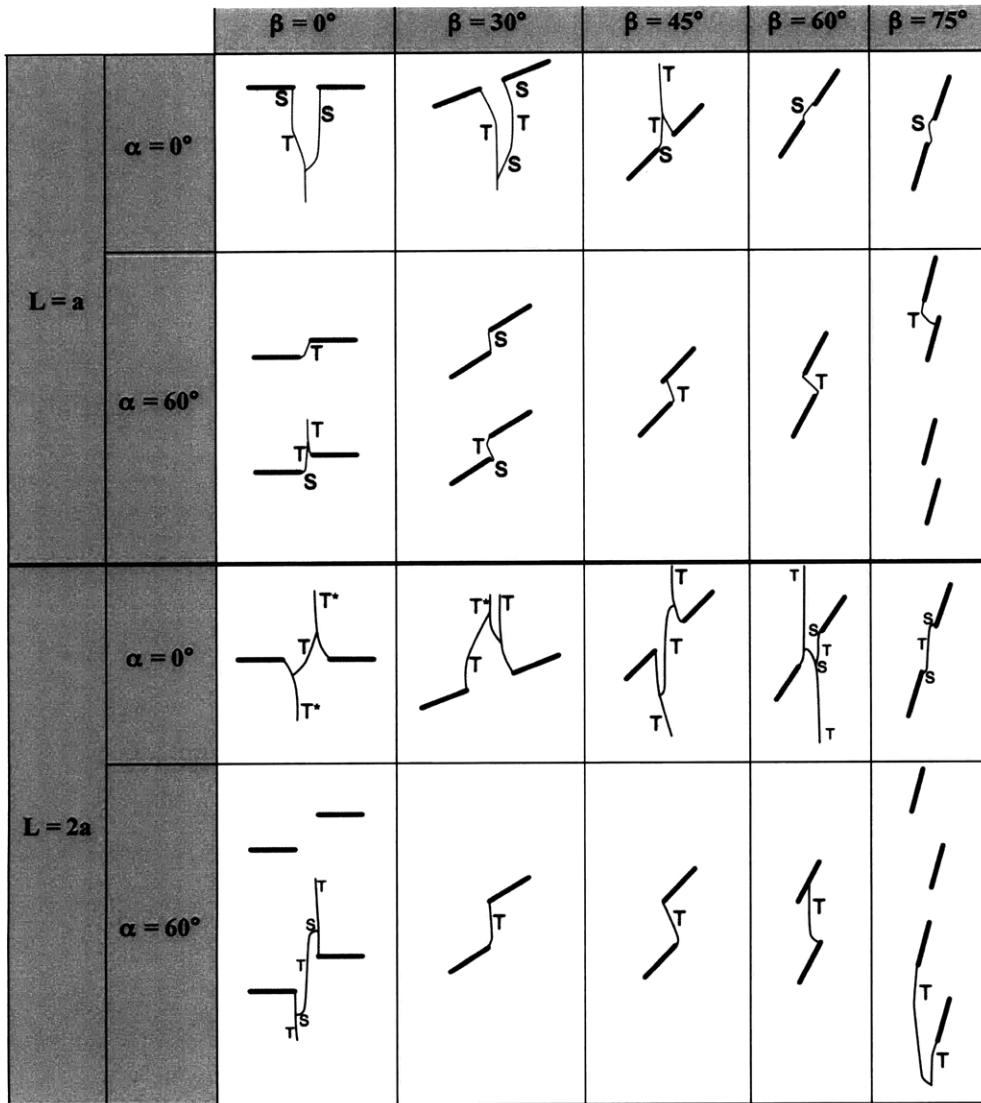 β = 0° β = 30° β = 45° β = 60° β = 75°
L = a
α = 0°
S S T
S T T S
T T S
S
S
α = 60°
T
T T S
S
T S
T
T
T
L = 2a
α = 0°
T* T T*
T* T T
T T T
T S T S T
S T S
α = 60°
T S T S T
T
T
T
T T